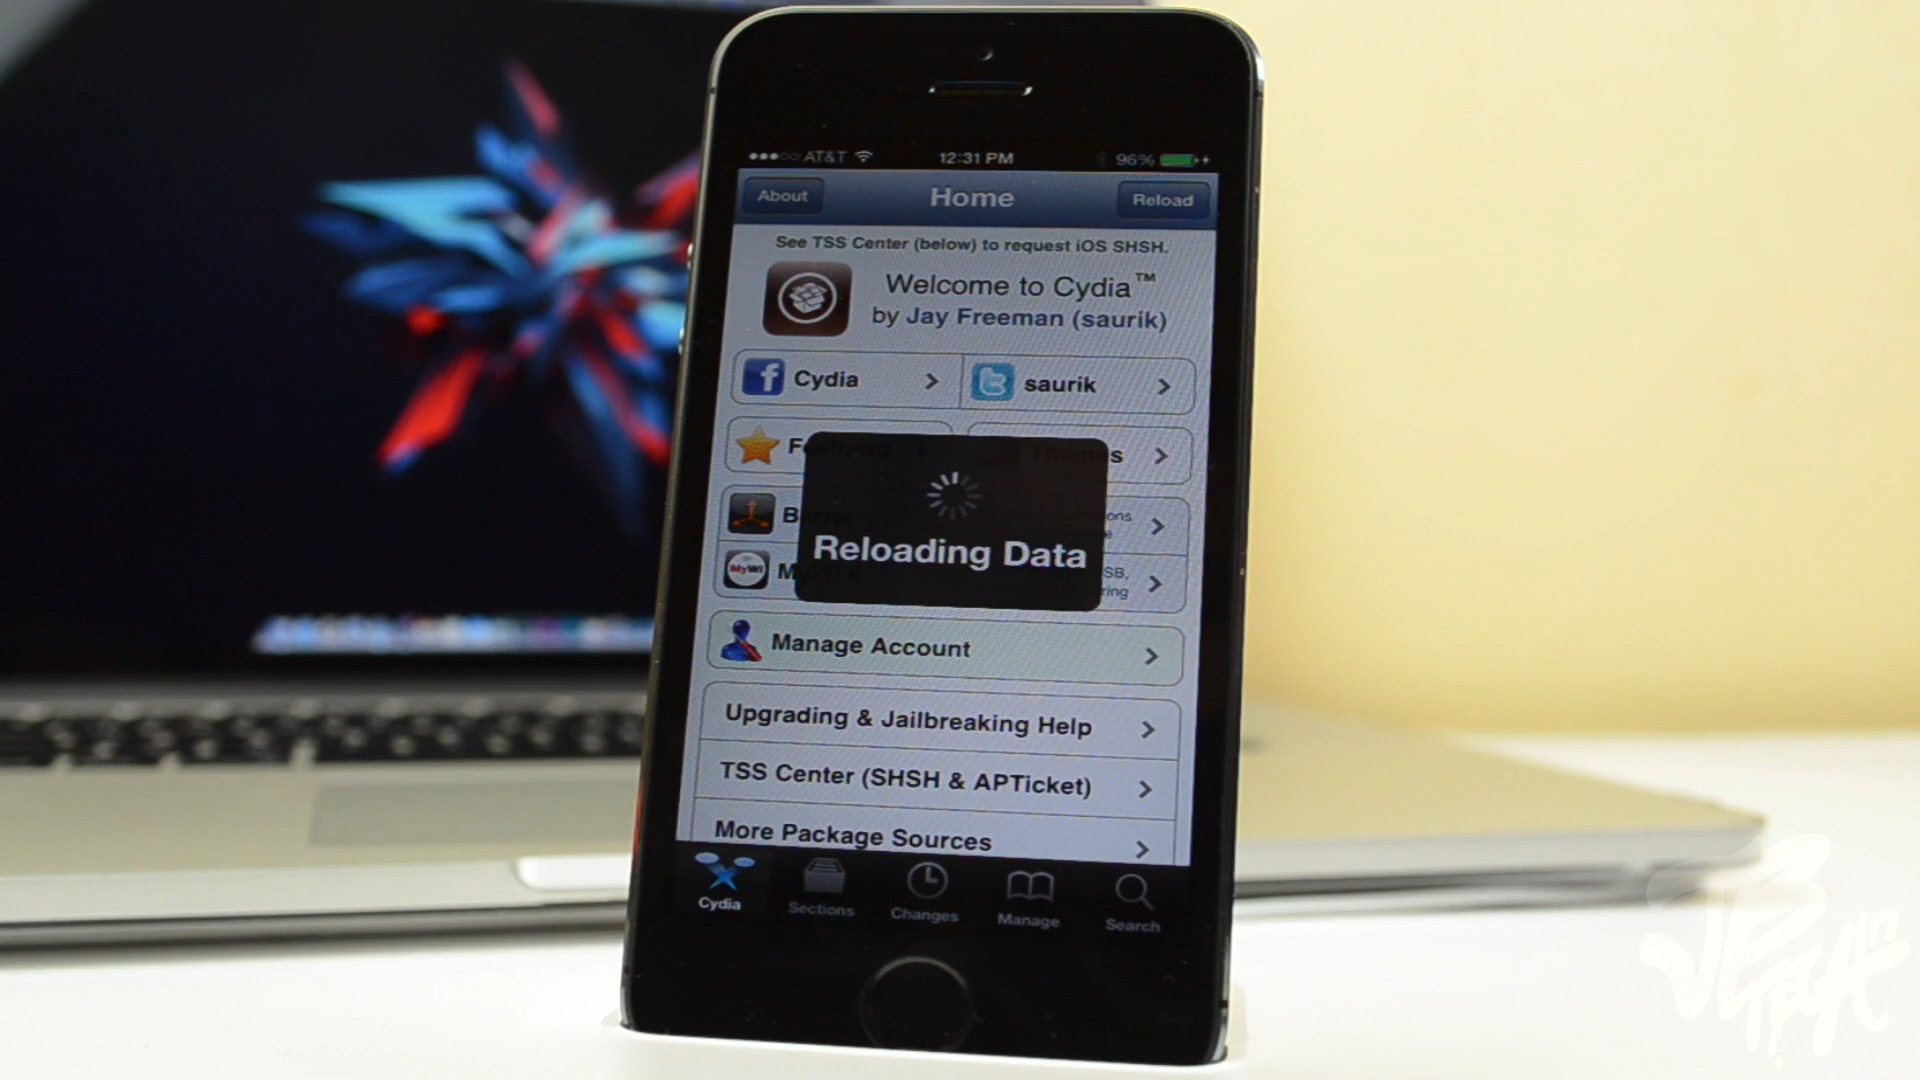 AT&T 12:31 PM 96%
About Home Reload
See TSS Center (below) to request iOS SHSH.
Welcome to Cydia™
by Jay Freeman (saurik)
Cydia saurik
Reloading Data
Manage Account
Upgrading & Jailbreaking Help
TSS Center (SHSH & APTicket)
More Package Sources
Cydia Sections Changes Manage Search